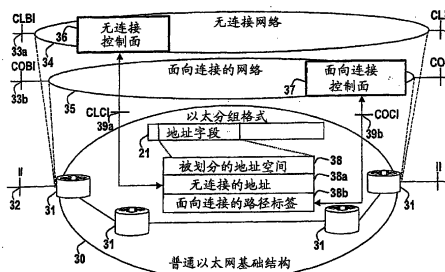 CLBI
无连接网络
CL
33a
36
无连接
控制面
34
COBI
面向连接的网络
CO
33b
35
37
面向连接
控制面
CLCI
39a
以太分组格式
COCI
39b
21
地址字段
被划分的地址空间
38
无连接的地址
38a
面向连接的路径标签
38b
II
32
31
II
31
31
31
30
普通以太网基础结构